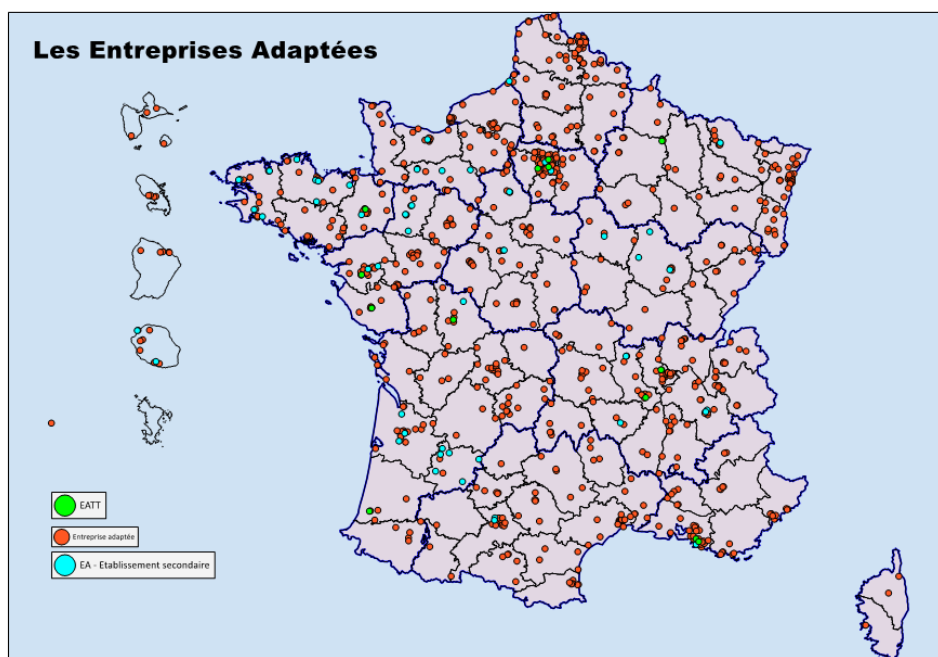 Les Entreprises Adaptées
EATT
Entreprise adaptée
EA - Etablissement secondaire